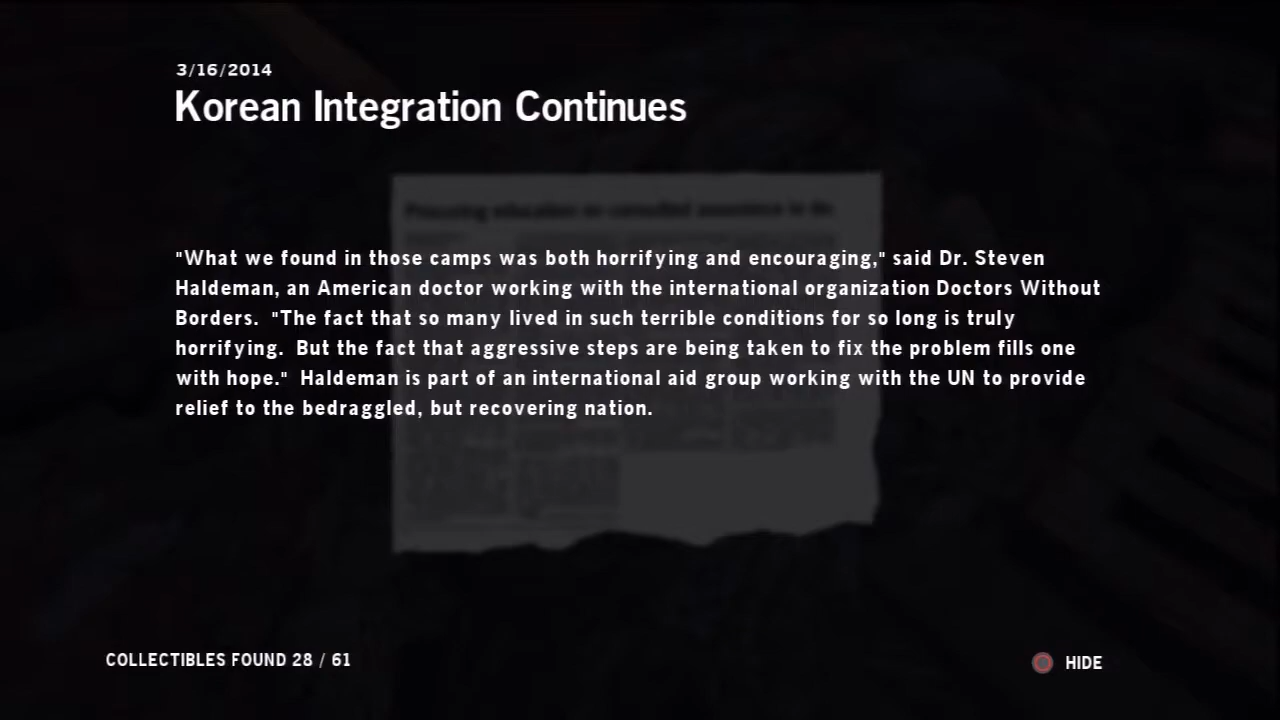 3/16/2014
Korean Integration Continues
"What we found in those camps was both horrifying and encouraging," said Dr. Steven
Haldeman, an American doctor working with the international organization Doctors Without
Borders.  "The fact that so many lived in such terrible conditions for so long is truly
horrifying.  But the fact that aggressive steps are being taken to fix the problem fills one
with hope."  Haldeman is part of an international aid group working with the UN to provide
relief to the bedraggled, but recovering nation.
COLLECTIBLES FOUND 28 / 61
HIDE